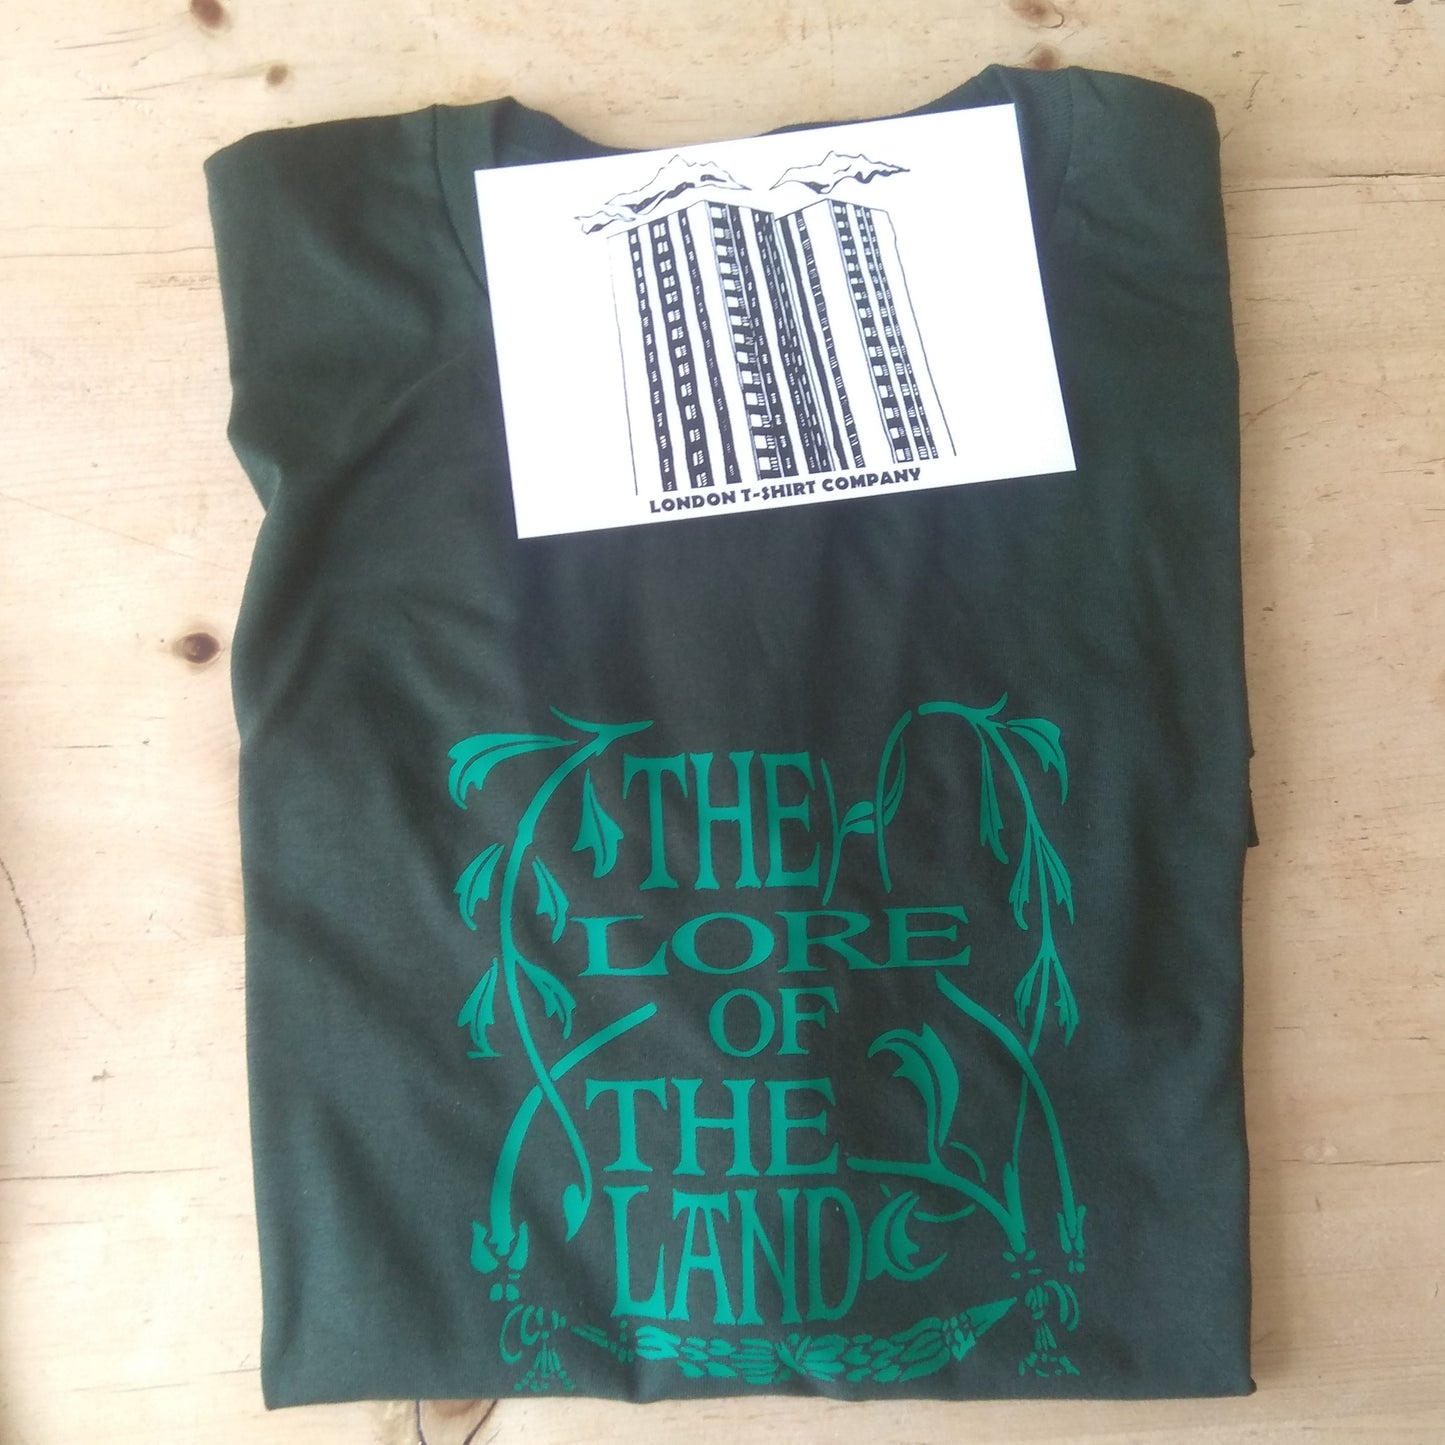 LONDON T-SHIRT COMPANY
THE
LORE
OF
THE
LAND